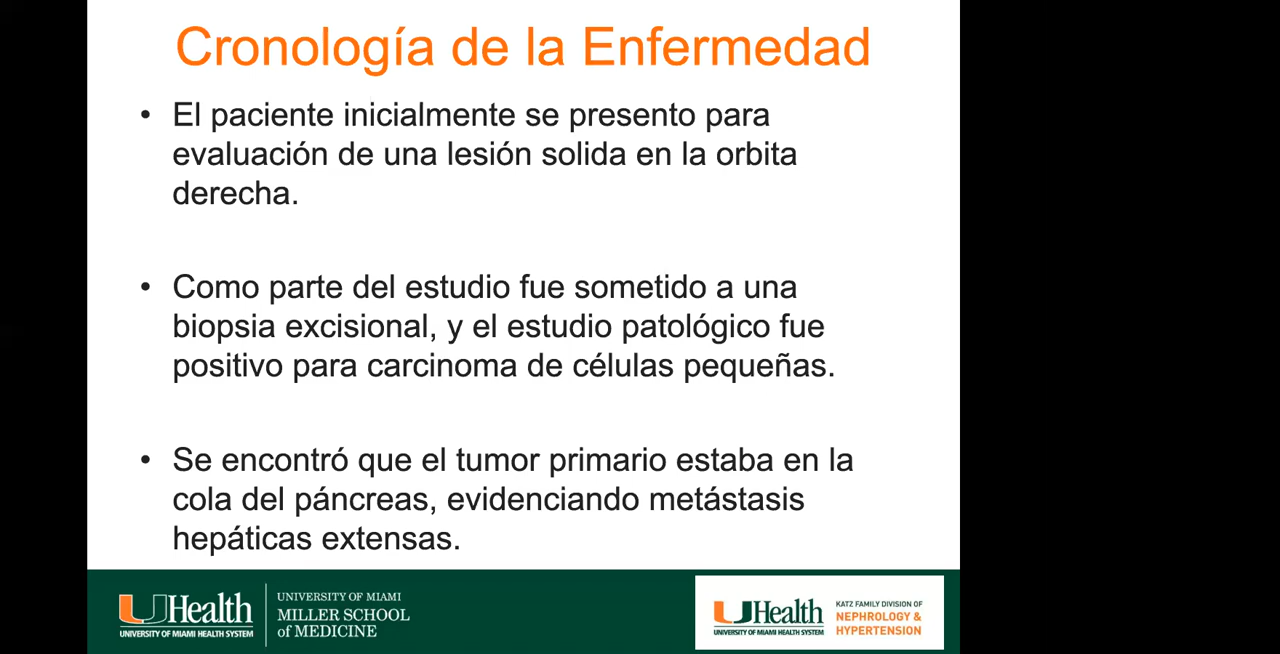 Cronología de la Enfermedad
• El paciente inicialmente se presento para
evaluación de una lesión solida en la orbita
derecha.
• Como parte del estudio fue sometido a una
biopsia excisional, y el estudio patológico fue
positivo para carcinoma de células pequeñas.
• Se encontró que el tumor primario estaba en la
cola del páncreas, evidenciando metástasis
hepáticas extensas.
UHealth
UNIVERSITY OF MIAMI HEALTH SYSTEM
UNIVERSITY OF MIAMI
MILLER SCHOOL
of MEDICINE
UHealth
UNIVERSITY OF MIAMI HEALTH SYSTEM
KATZ FAMILY DIVISION OF
NEPHROLOGY &
HYPERTENSION